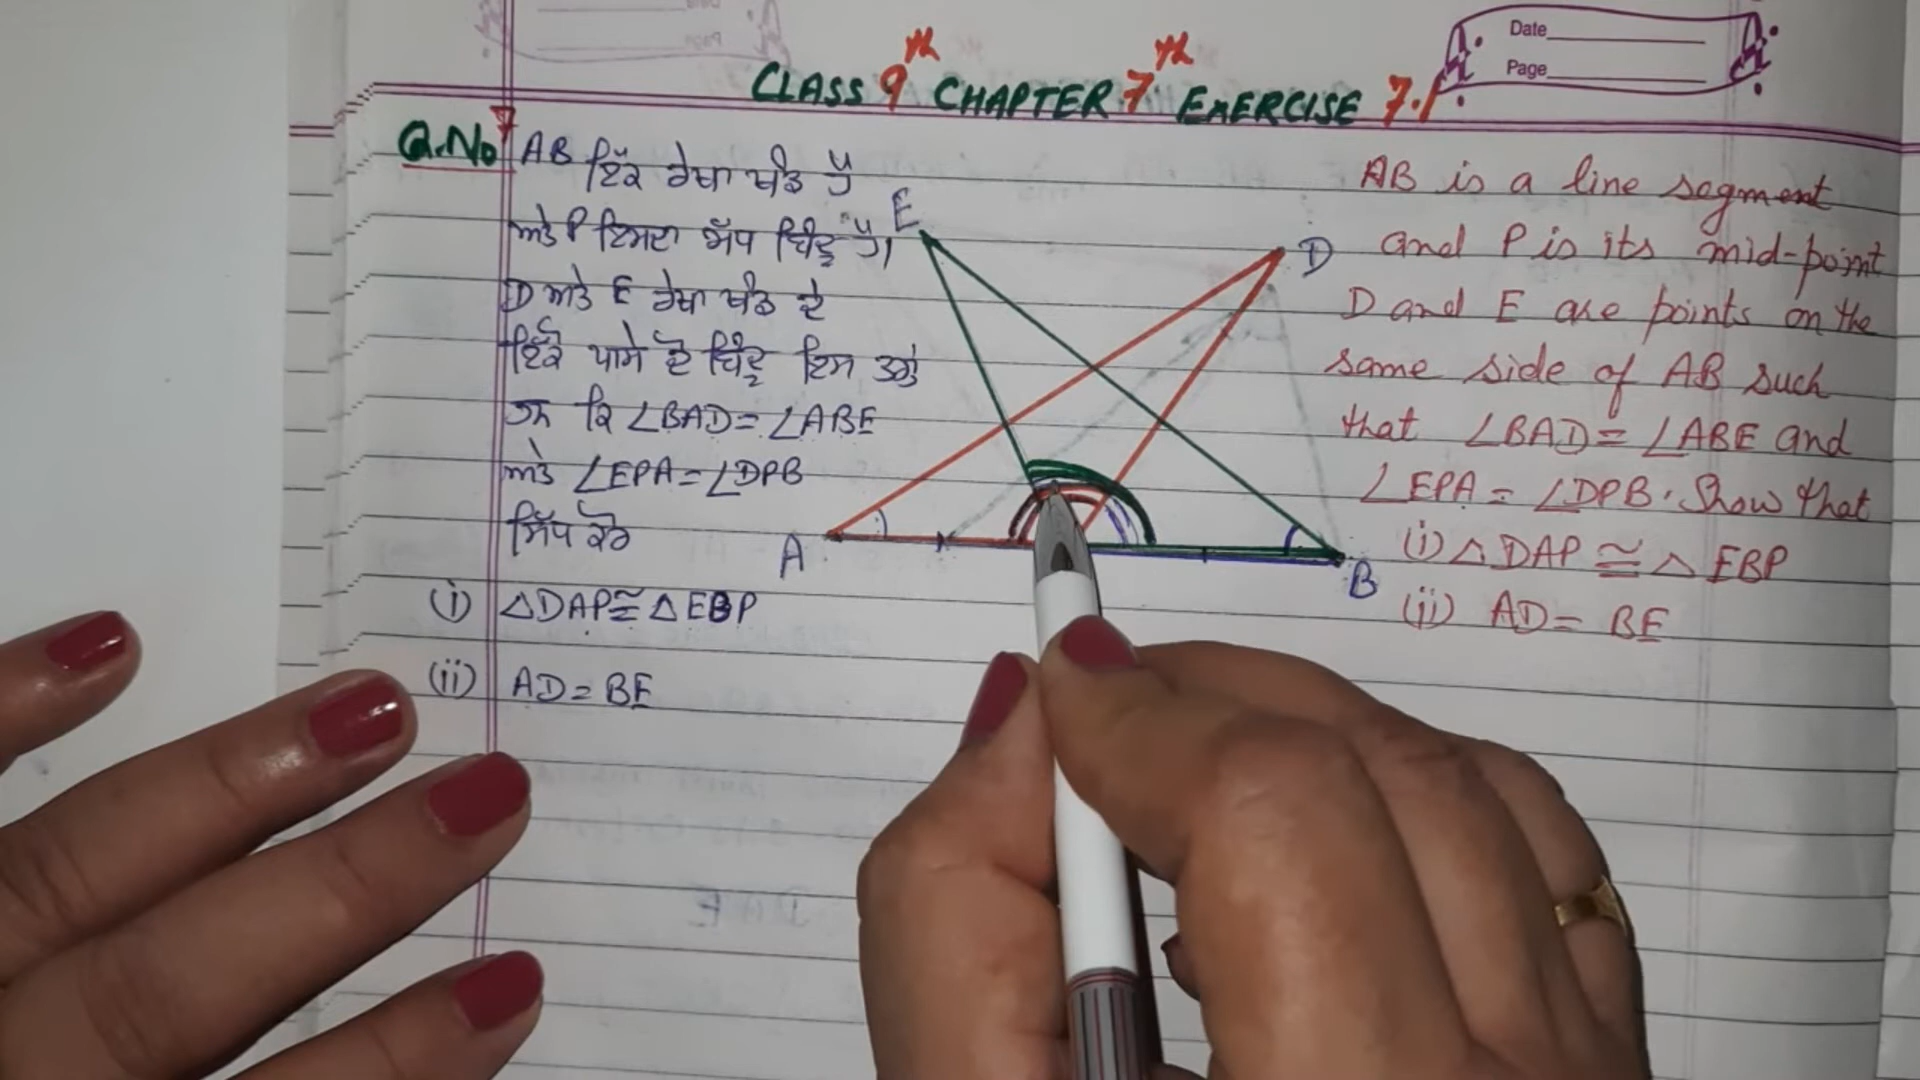 Date
Page
CLASS 9th CHAPTER 7th EXERCISE 7.1
Q.No 7
AB ਇੱਕ ਰੇਖਾ ਖੰਡ ਹੈ
ਅਤੇ P ਇਸਦਾ ਮੱਧ ਬਿੰਦੂ ਹੈ।
D ਅਤੇ E ਰੇਖਾ ਖੰਡ ਦੇ
ਇੱਕੋ ਪਾਸੇ ਦੋ ਬਿੰਦੂ ਇਸ ਤਰ੍ਹਾਂ
ਹਨ ਕਿ ∠BAD = ∠ABE
ਅਤੇ ∠EPA = ∠DPB
ਸਿੱਧ ਕਰੋ
(i) △DAP ≅ △EBP
(ii) AD = BE
E
D
A
B
AB is a line segment
and P is its mid-point
D and E are points on the
same side of AB such
that ∠BAD = ∠ABE and
∠EPA = ∠DPB. Show that
(i) △DAP ≅ △EBP
(ii) AD = BE